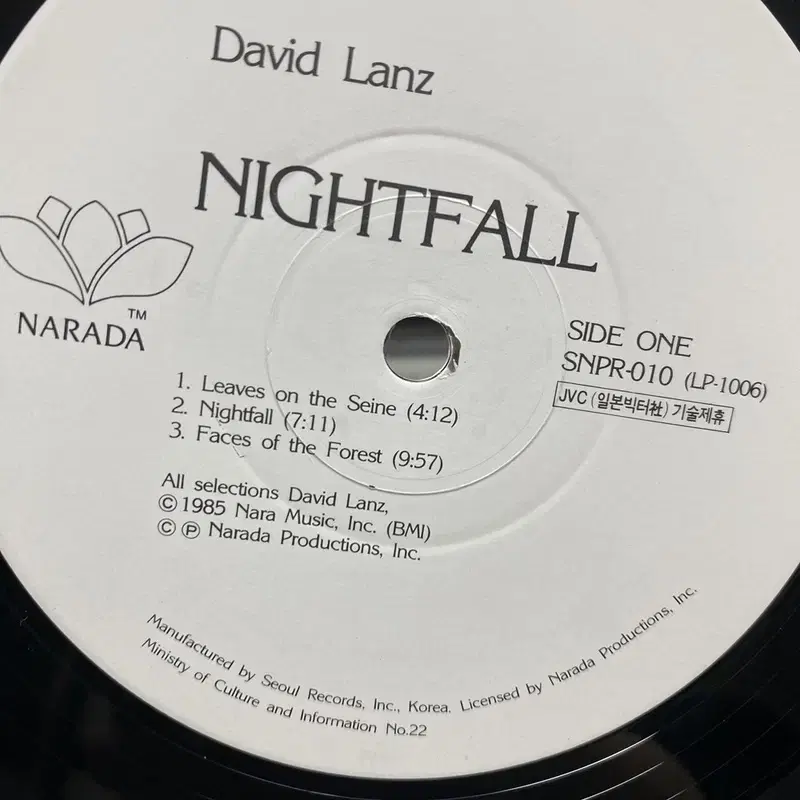 David Lanz
NIGHTFALL
TM
NARADA
SIDE ONE
SNPR-010 (LP-1006)
JVC (일본빅터社) 기술제휴
1. Leaves on the Seine (4:12)
2. Nightfall (7:11)
3. Faces of the Forest (9:57)
All selections David Lanz,
©1985 Nara Music, Inc. (BMI)
© ℗ Narada Productions, Inc.
Manufactured by Seoul Records, Inc., Korea. Licensed by Narada Productions, Inc.
Ministry of Culture and Information No.22